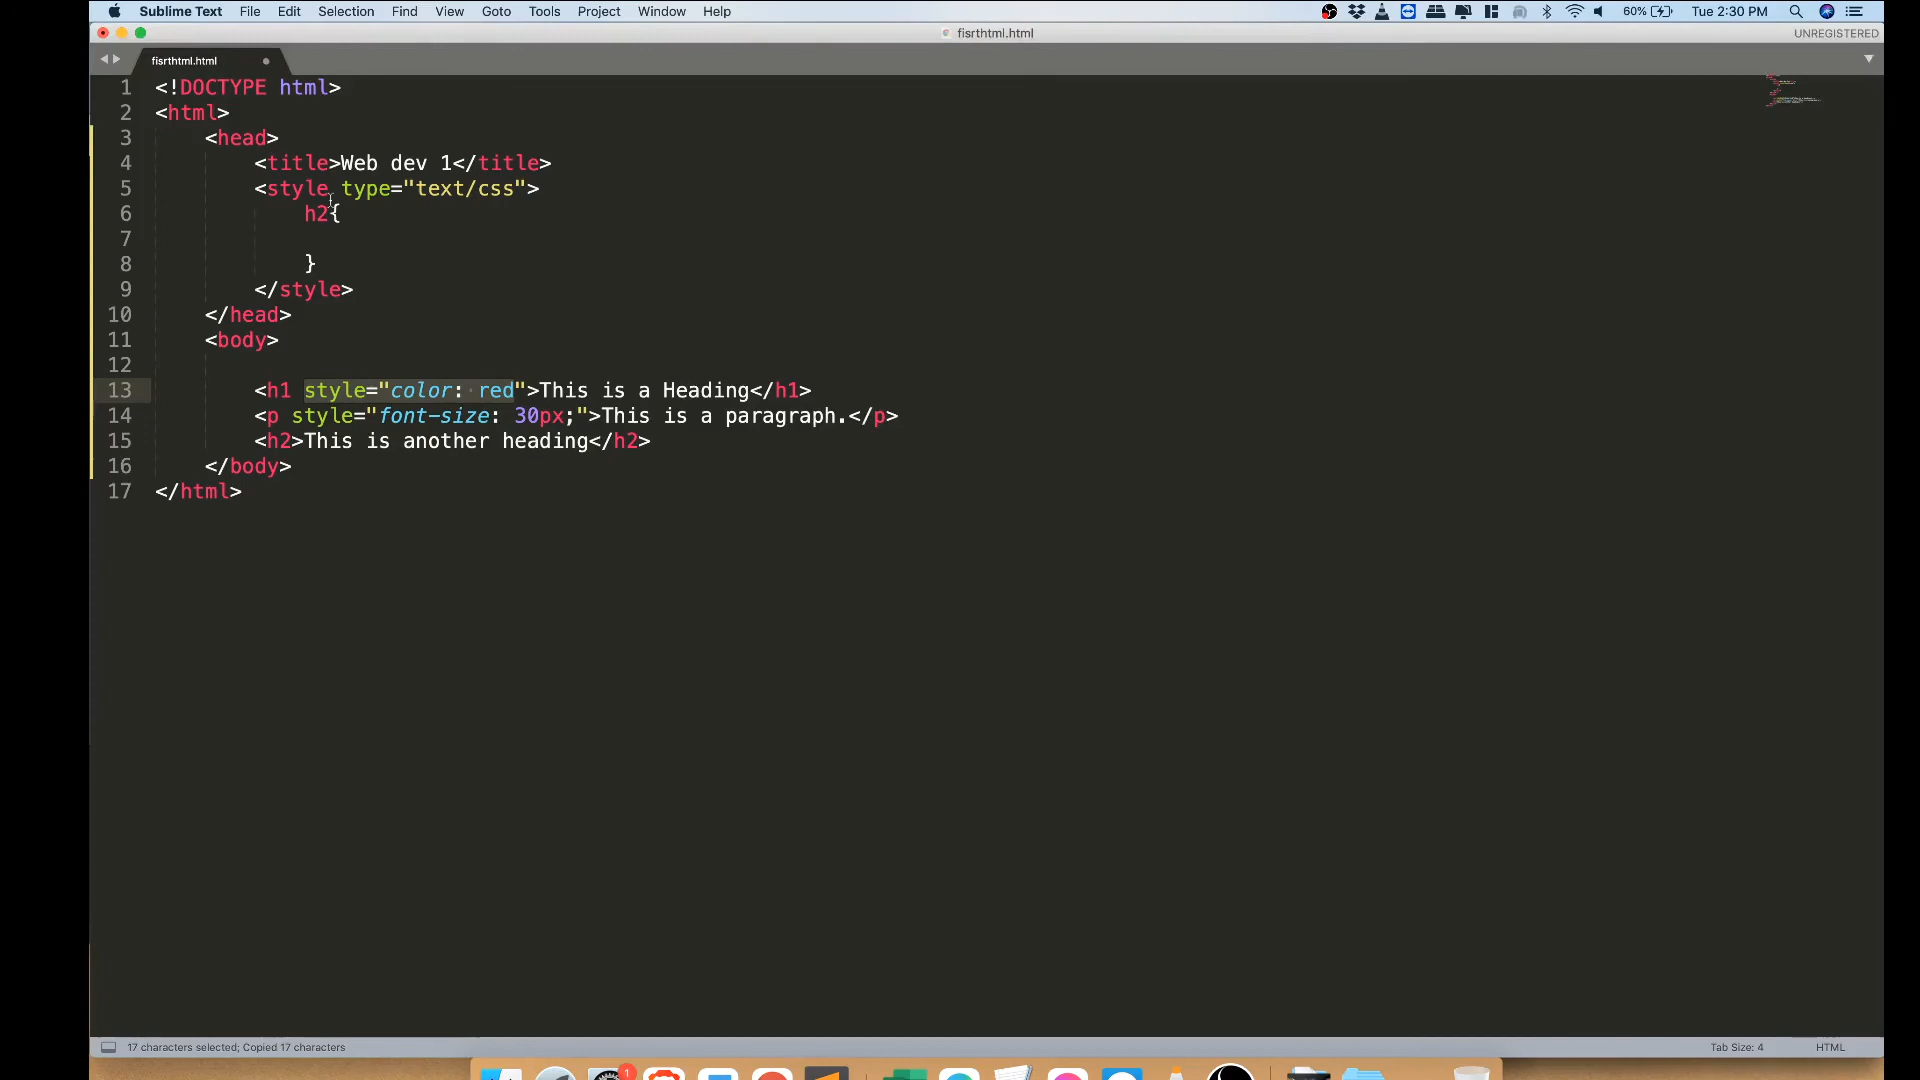 Sublime Text File Edit Selection Find View Goto Tools Project Window Help 60% Tue 2:30 PM
fisrthtml.html UNREGISTERED
fisrthtml.html
1 <!DOCTYPE html>
2 <html>
3 <head>
4 <title>Web dev 1</title>
5 <style type="text/css">
6 h2{
7
8 }
9 </style>
10 </head>
11 <body>
12
13 <h1 style="color: red">This is a Heading</h1>
14 <p style="font-size: 30px;">This is a paragraph.</p>
15 <h2>This is another heading</h2>
16 </body>
17 </html>
17 characters selected; Copied 17 characters Tab Size: 4 HTML
1